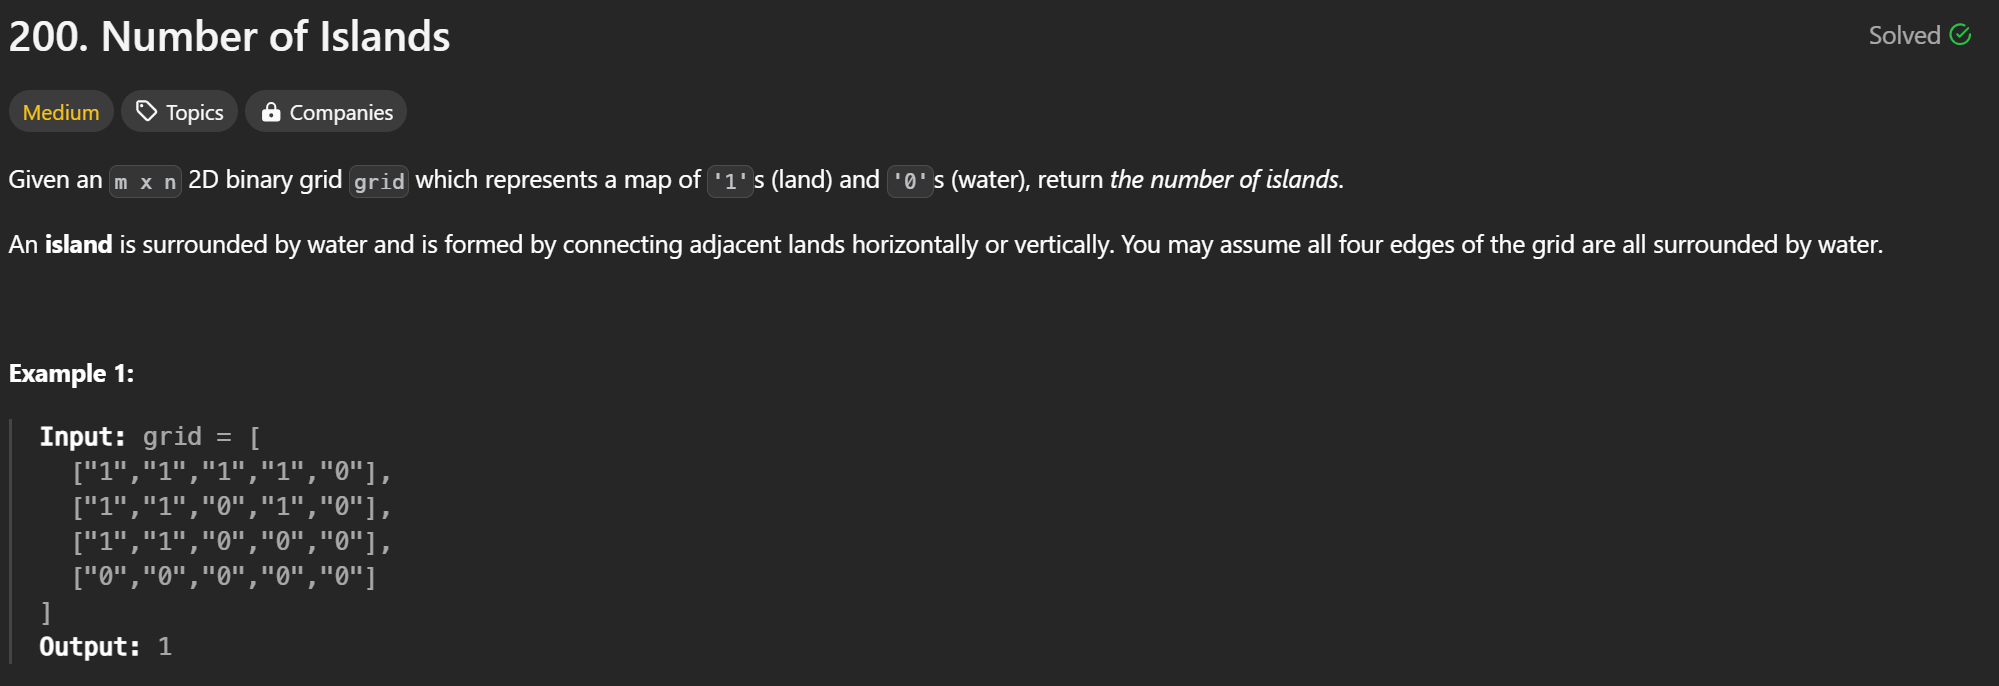 200. Number of Islands
Solved
Medium Topics Companies
Given an m x n 2D binary grid grid which represents a map of '1's (land) and '0's (water), return the number of islands.
An island is surrounded by water and is formed by connecting adjacent lands horizontally or vertically. You may assume all four edges of the grid are all surrounded by water.
Example 1:
Input: grid = [
["1","1","1","1","0"],
["1","1","0","1","0"],
["1","1","0","0","0"],
["0","0","0","0","0"]
]
Output: 1